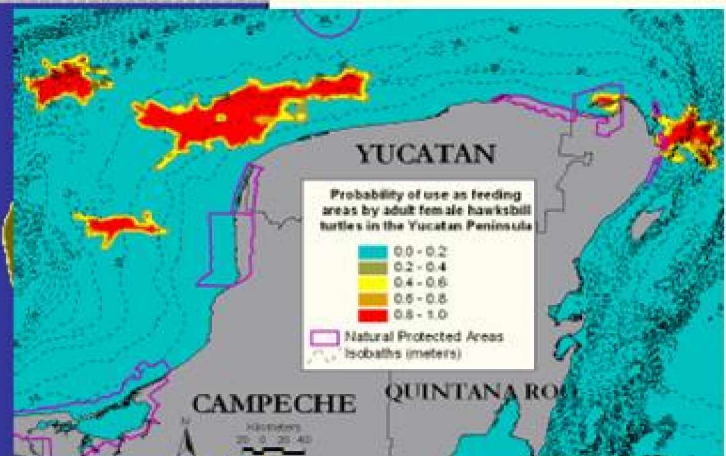 YUCATAN
Probability of use as feeding
areas by adult female hawksbill
turtles in the Yucatan Peninsula
0.0 - 0.2
0.2 - 0.4
0.4 - 0.6
0.6 - 0.8
0.8 - 1.0
Natural Protected Areas
Isobaths (meters)
CAMPECHE
QUINTANA ROO
N
Kilometers
20 0 20 40